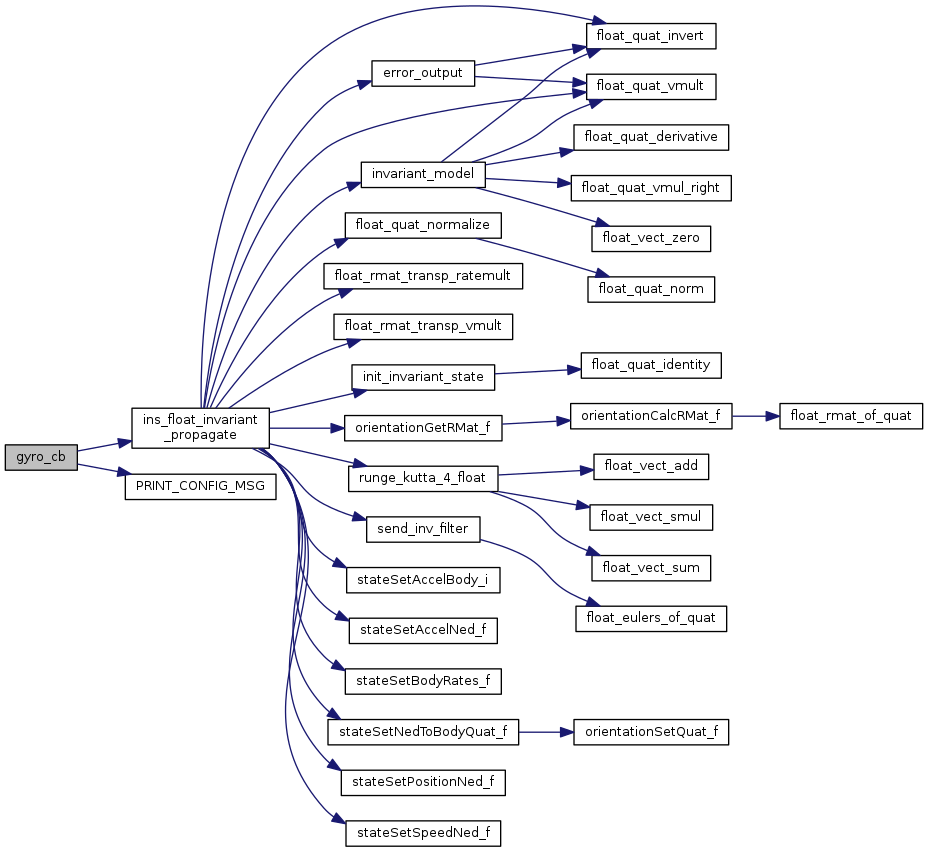 gyro_cb
ins_float_invariant
_propagate
PRINT_CONFIG_MSG
error_output
invariant_model
float_quat_normalize
float_rmat_transp_ratemult
float_rmat_transp_vmult
init_invariant_state
orientationGetRMat_f
runge_kutta_4_float
send_inv_filter
stateSetAccelBody_i
stateSetAccelNed_f
stateSetBodyRates_f
stateSetNedToBodyQuat_f
stateSetPositionNed_f
stateSetSpeedNed_f
float_quat_invert
float_quat_vmult
float_quat_derivative
float_quat_vmul_right
float_vect_zero
float_quat_norm
float_quat_identity
orientationCalcRMat_f
float_vect_add
float_vect_smul
float_vect_sum
float_eulers_of_quat
orientationSetQuat_f
float_rmat_of_quat